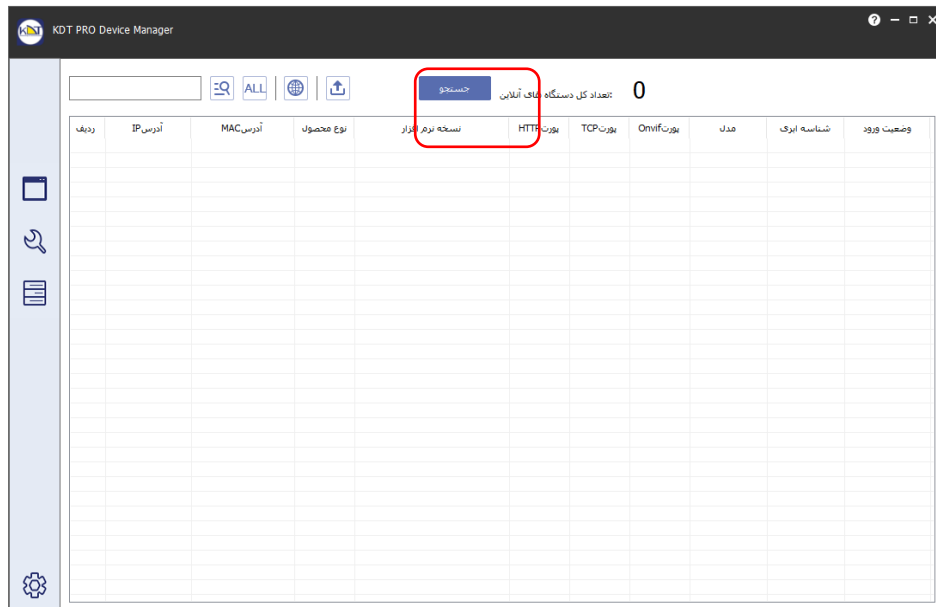 KDT KDT PRO Device Manager
ALL جستجو تعداد کل دستگاه های آنلاین: 0
ردیف آدرسIP آدرسMAC نوع محصول نسخه نرم افزار پورتHTTP پورتTCP پورتOnvif مدل شناسه ابری وضعیت ورود